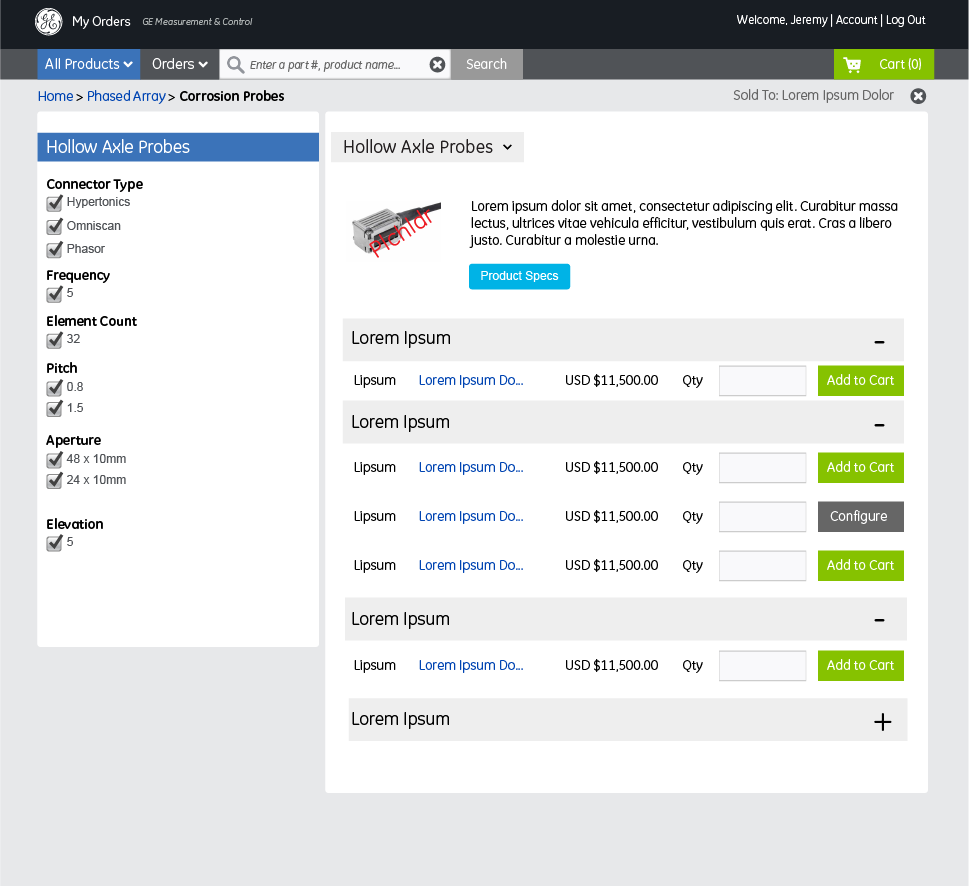 My Orders GE Measurement & Control
Welcome, Jeremy | Account | Log Out
All Products Orders Enter a part #, product name... Search Cart (0)
Home > Phased Array > Corrosion Probes
Sold To: Lorem Ipsum Dolor
Hollow Axle Probes
Connector Type
Hypertonics
Omniscan
Phasor
Frequency
5
Element Count
32
Pitch
0.8
1.5
Aperture
48 x 10mm
24 x 10mm
Elevation
5
Hollow Axle Probes
Pichldr
Lorem ipsum dolor sit amet, consectetur adipiscing elit. Curabitur massa
lectus, ultrices vitae vehicula efficitur, vestibulum quis erat. Cras a libero
justo. Curabitur a molestie urna.
Product Specs
Lorem Ipsum -
Lipsum Lorem Ipsum Do... USD $11,500.00 Qty Add to Cart
Lorem Ipsum -
Lipsum Lorem Ipsum Do... USD $11,500.00 Qty Add to Cart
Lipsum Lorem Ipsum Do... USD $11,500.00 Qty Configure
Lipsum Lorem Ipsum Do... USD $11,500.00 Qty Add to Cart
Lorem Ipsum -
Lipsum Lorem Ipsum Do... USD $11,500.00 Qty Add to Cart
Lorem Ipsum +